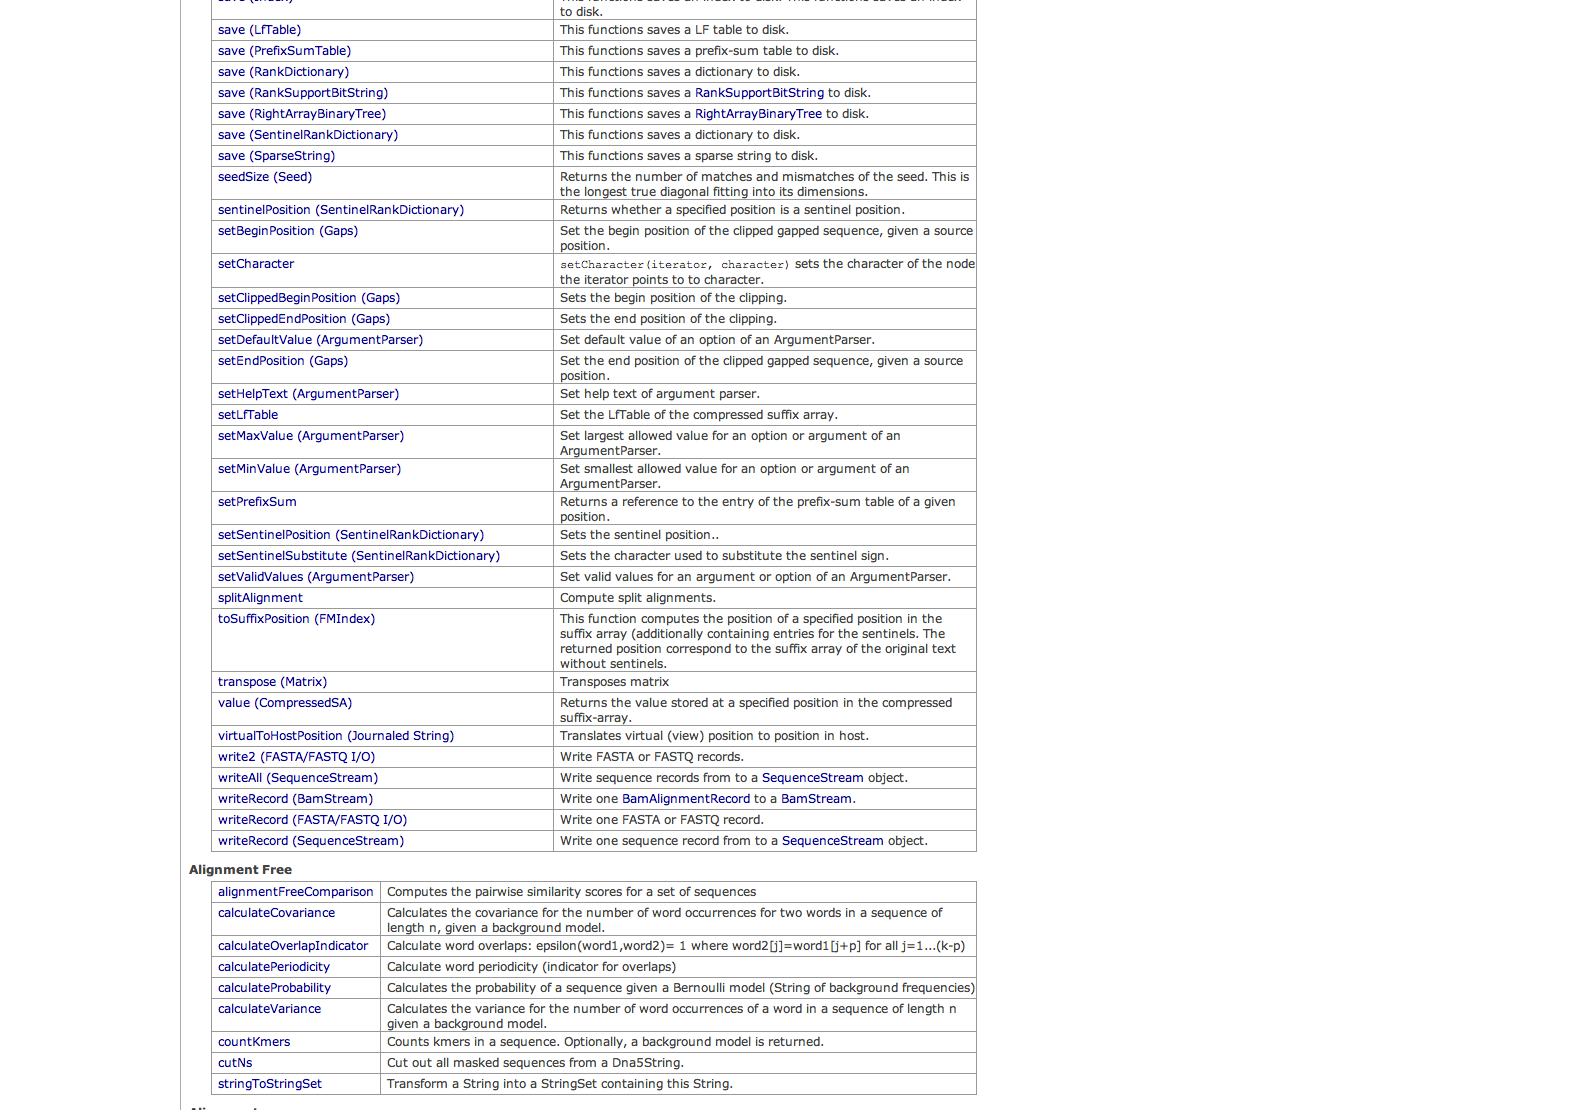 to disk.
save (LfTable) This functions saves a LF table to disk.
save (PrefixSumTable) This functions saves a prefix-sum table to disk.
save (RankDictionary) This functions saves a dictionary to disk.
save (RankSupportBitString) This functions saves a RankSupportBitString to disk.
save (RightArrayBinaryTree) This functions saves a RightArrayBinaryTree to disk.
save (SentinelRankDictionary) This functions saves a dictionary to disk.
save (SparseString) This functions saves a sparse string to disk.
seedSize (Seed) Returns the number of matches and mismatches of the seed. This is
the longest true diagonal fitting into its dimensions.
sentinelPosition (SentinelRankDictionary) Returns whether a specified position is a sentinel position.
setBeginPosition (Gaps) Set the begin position of the clipped gapped sequence, given a source
position.
setCharacter setCharacter(iterator, character) sets the character of the node
the iterator points to to character.
setClippedBeginPosition (Gaps) Sets the begin position of the clipping.
setClippedEndPosition (Gaps) Sets the end position of the clipping.
setDefaultValue (ArgumentParser) Set default value of an option of an ArgumentParser.
setEndPosition (Gaps) Set the end position of the clipped gapped sequence, given a source
position.
setHelpText (ArgumentParser) Set help text of argument parser.
setLfTable Set the LfTable of the compressed suffix array.
setMaxValue (ArgumentParser) Set largest allowed value for an option or argument of an
ArgumentParser.
setMinValue (ArgumentParser) Set smallest allowed value for an option or argument of an
ArgumentParser.
setPrefixSum Returns a reference to the entry of the prefix-sum table of a given
position.
setSentinelPosition (SentinelRankDictionary) Sets the sentinel position..
setSentinelSubstitute (SentinelRankDictionary) Sets the character used to substitute the sentinel sign.
setValidValues (ArgumentParser) Set valid values for an argument or option of an ArgumentParser.
splitAlignment Compute split alignments.
toSuffixPosition (FMIndex) This function computes the position of a specified position in the
suffix array (additionally containing entries for the sentinels. The
returned position correspond to the suffix array of the original text
without sentinels.
transpose (Matrix) Transposes matrix
value (CompressedSA) Returns the value stored at a specified position in the compressed
suffix-array.
virtualToHostPosition (Journaled String) Translates virtual (view) position to position in host.
write2 (FASTA/FASTQ I/O) Write FASTA or FASTQ records.
writeAll (SequenceStream) Write sequence records from to a SequenceStream object.
writeRecord (BamStream) Write one BamAlignmentRecord to a BamStream.
writeRecord (FASTA/FASTQ I/O) Write one FASTA or FASTQ record.
writeRecord (SequenceStream) Write one sequence record from to a SequenceStream object.
Alignment Free
alignmentFreeComparison Computes the pairwise similarity scores for a set of sequences
calculateCovariance Calculates the covariance for the number of word occurrences for two words in a sequence of
length n, given a background model.
calculateOverlapIndicator Calculate word overlaps: epsilon(word1,word2)= 1 where word2[j]=word1[j+p] for all j=1...(k-p)
calculatePeriodicity Calculate word periodicity (indicator for overlaps)
calculateProbability Calculates the probability of a sequence given a Bernoulli model (String of background frequencies)
calculateVariance Calculates the variance for the number of word occurrences of a word in a sequence of length n
given a background model.
countKmers Counts kmers in a sequence. Optionally, a background model is returned.
cutNs Cut out all masked sequences from a Dna5String.
stringToStringSet Transform a String into a StringSet containing this String.